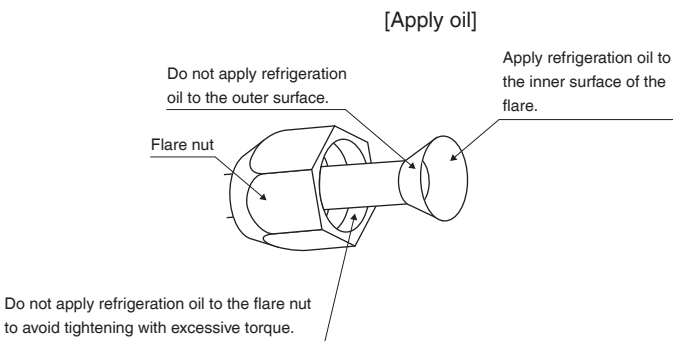 [Apply oil]
Do not apply refrigeration
oil to the outer surface.
Apply refrigeration oil to
the inner surface of the
flare.
Flare nut
Do not apply refrigeration oil to the flare nut
to avoid tightening with excessive torque.